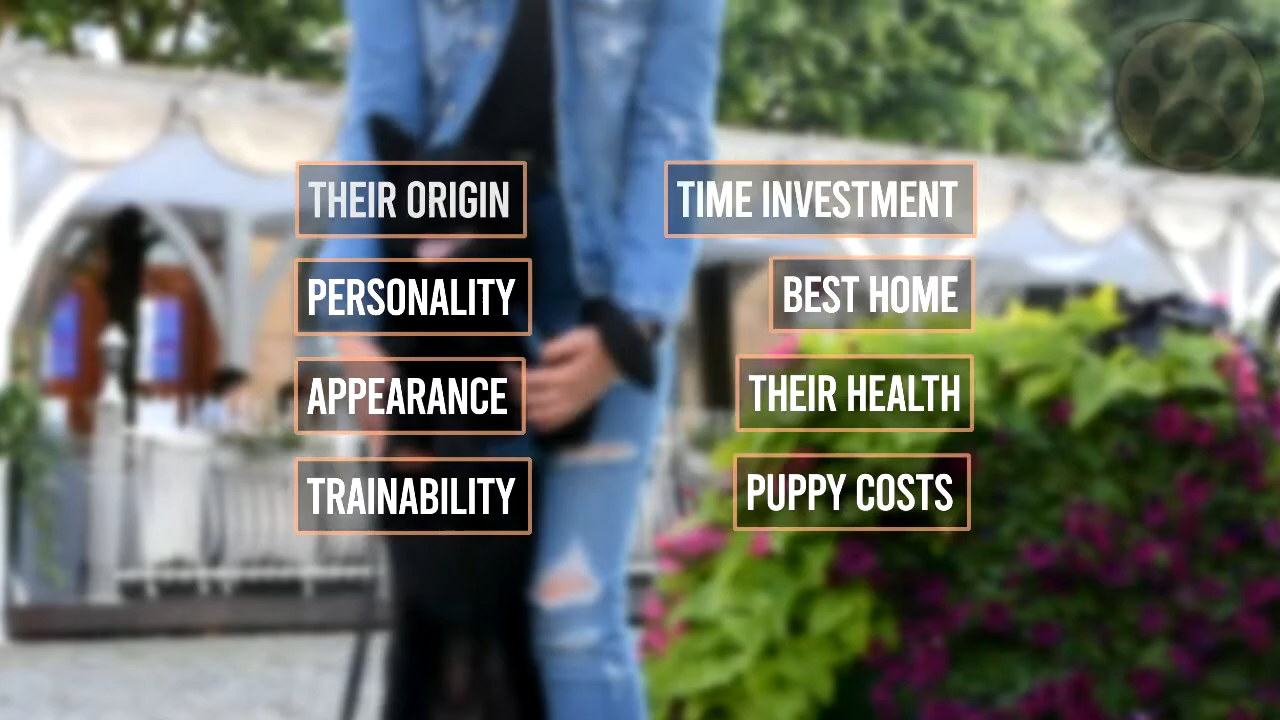 THEIR ORIGIN
PERSONALITY
APPEARANCE
TRAINABILITY
TIME INVESTMENT
BEST HOME
THEIR HEALTH
PUPPY COSTS